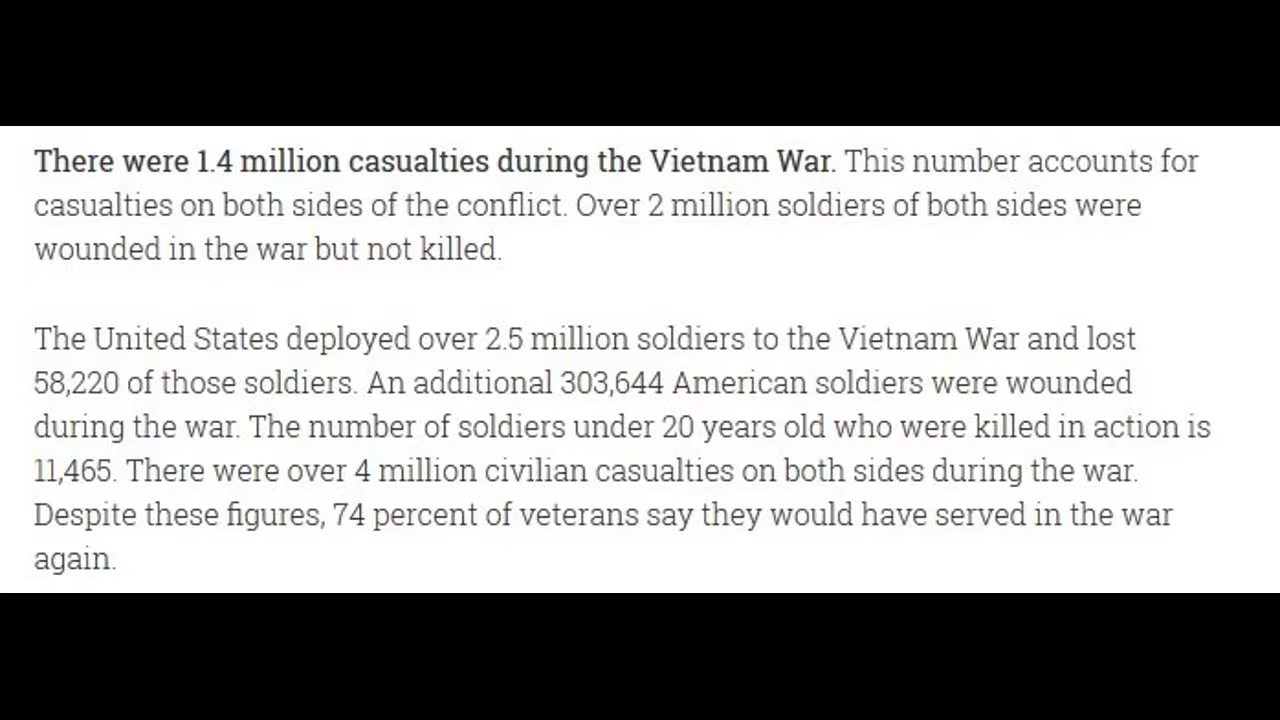 There were 1.4 million casualties during the Vietnam War. This number accounts for
casualties on both sides of the conflict. Over 2 million soldiers of both sides were
wounded in the war but not killed.
The United States deployed over 2.5 million soldiers to the Vietnam War and lost
58,220 of those soldiers. An additional 303,644 American soldiers were wounded
during the war. The number of soldiers under 20 years old who were killed in action is
11,465. There were over 4 million civilian casualties on both sides during the war.
Despite these figures, 74 percent of veterans say they would have served in the war
again.